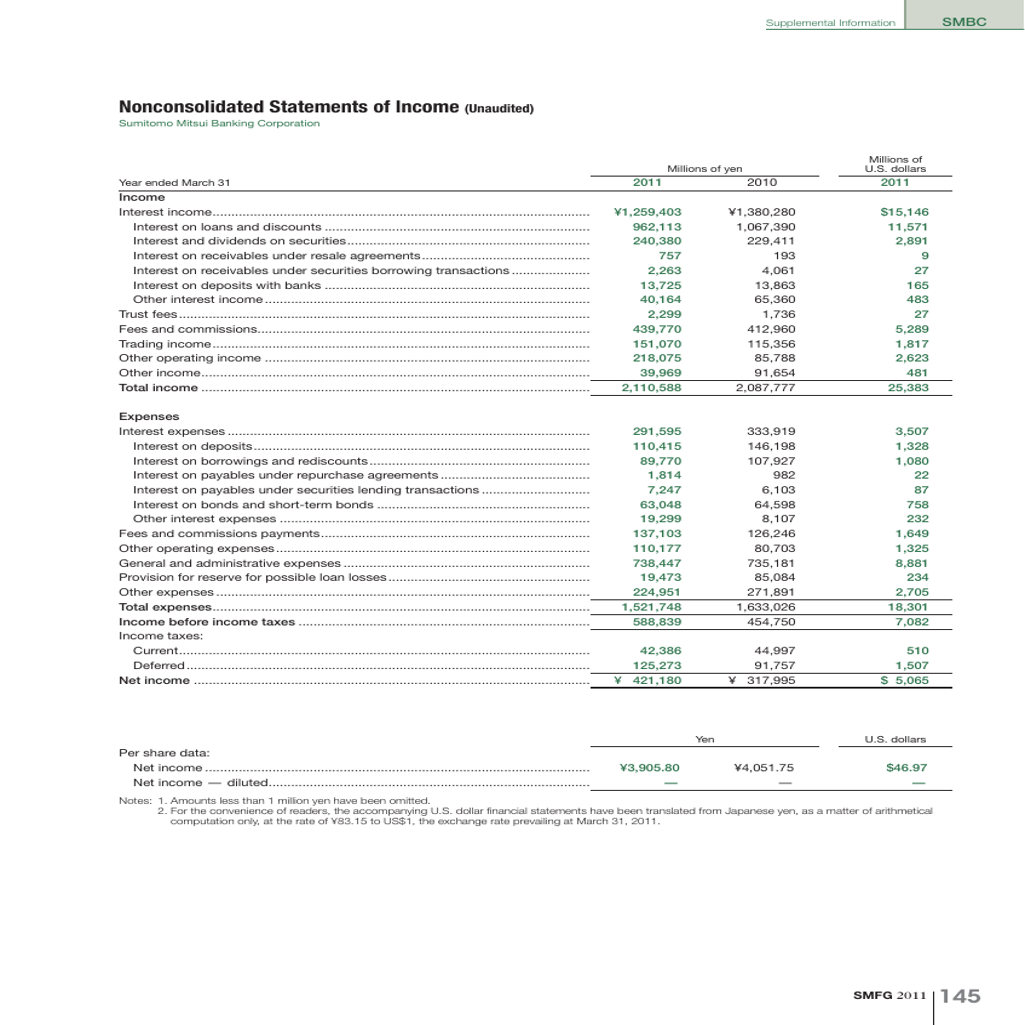 Supplemental Information SMBC
Nonconsolidated Statements of Income (Unaudited)
Sumitomo Mitsui Banking Corporation
Millions of yen Millions of U.S. dollars
Year ended March 31 2011 2010 2011
Income
Interest income ¥1,259,403 ¥1,380,280 $15,146
Interest on loans and discounts 962,113 1,067,390 11,571
Interest and dividends on securities 240,380 229,411 2,891
Interest on receivables under resale agreements 757 193 9
Interest on receivables under securities borrowing transactions 2,263 4,061 27
Interest on deposits with banks 13,725 13,863 165
Other interest income 40,164 65,360 483
Trust fees 2,299 1,736 27
Fees and commissions 439,770 412,960 5,289
Trading income 151,070 115,356 1,817
Other operating income 218,075 85,788 2,623
Other income 39,969 91,654 481
Total income 2,110,588 2,087,777 25,383
Expenses
Interest expenses 291,595 333,919 3,507
Interest on deposits 110,415 146,198 1,328
Interest on borrowings and rediscounts 89,770 107,927 1,080
Interest on payables under repurchase agreements 1,814 982 22
Interest on payables under securities lending transactions 7,247 6,103 87
Interest on bonds and short-term bonds 63,048 64,598 758
Other interest expenses 19,299 8,107 232
Fees and commissions payments 137,103 126,246 1,649
Other operating expenses 110,177 80,703 1,325
General and administrative expenses 738,447 735,181 8,881
Provision for reserve for possible loan losses 19,473 85,084 234
Other expenses 224,951 271,891 2,705
Total expenses 1,521,748 1,633,026 18,301
Income before income taxes 588,839 454,750 7,082
Income taxes:
Current 42,386 44,997 510
Deferred 125,273 91,757 1,507
Net income ¥ 421,180 ¥ 317,995 $ 5,065
Yen U.S. dollars
Per share data:
Net income ¥3,905.80 ¥4,051.75 $46.97
Net income — diluted — — —
Notes: 1. Amounts less than 1 million yen have been omitted.
2. For the convenience of readers, the accompanying U.S. dollar financial statements have been translated from Japanese yen, as a matter of arithmetical
computation only, at the rate of ¥83.15 to US$1, the exchange rate prevailing at March 31, 2011.
SMFG 2011 145